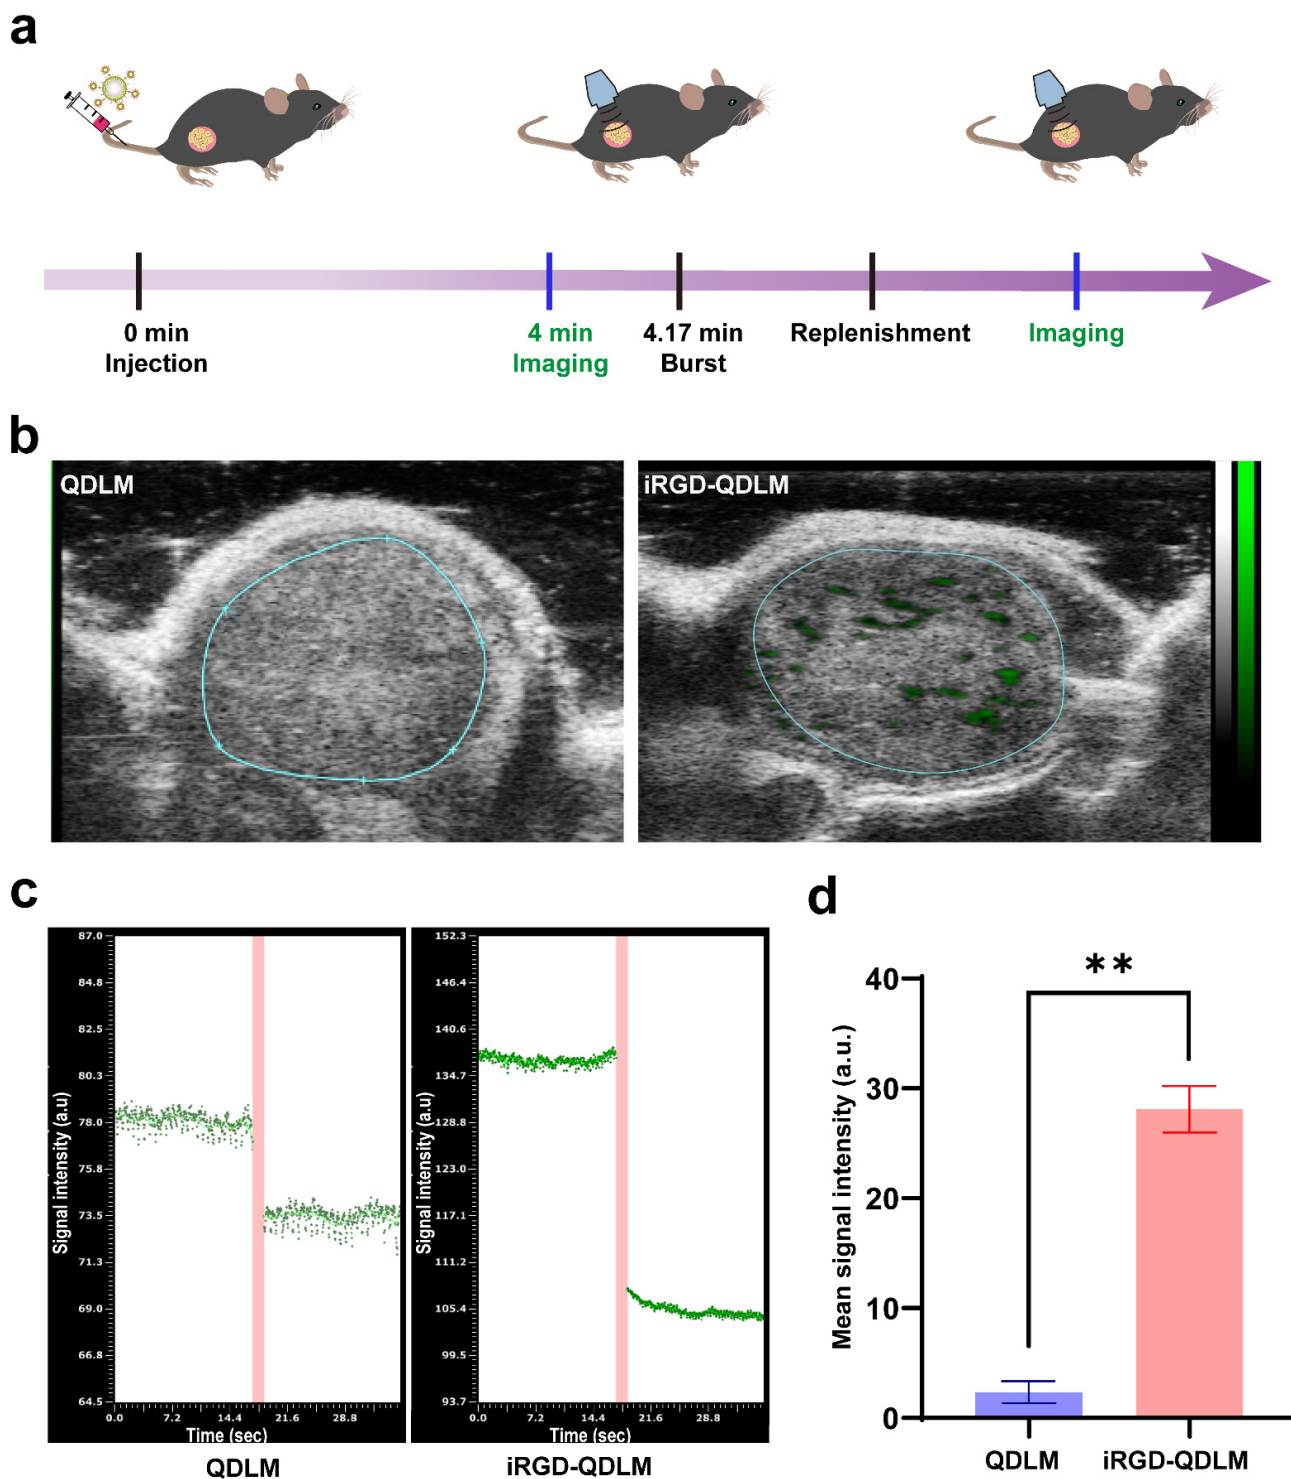 a
0 min
Injection
4 min
Imaging
4.17 min
Burst
Replenishment
Imaging
b
QDLM
iRGD-QDLM
c
87.0
84.8
82.5
80.3
78.0
75.8
73.5
71.3
69.0
66.8
64.5
Signal intensity (a.u)
0.0 7.2 14.4 21.6 28.8
Time (sec)
QDLM
152.3
146.4
140.6
134.7
128.8
123.0
117.1
111.2
105.4
99.5
93.7
Signal intensity (a.u)
0.0 7.2 14.4 21.6 28.8
Time (sec)
iRGD-QDLM
d
**
40
30
20
10
0
Mean signal intensity (a.u.)
QDLM iRGD-QDLM